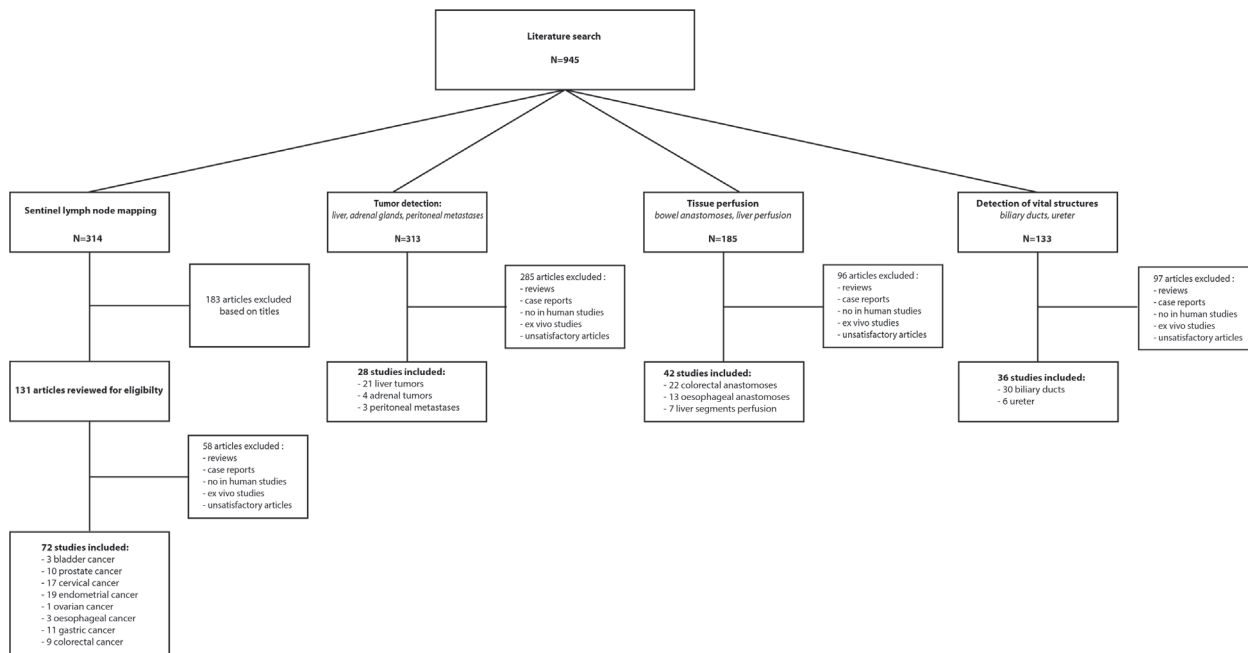 Literature search
N=945
Sentinel lymph node mapping
N=314
183 articles excluded
based on titles
131 articles reviewed for eligibilty
58 articles excluded :
- reviews
- case reports
- no in human studies
- ex vivo studies
- unsatisfactory articles
72 studies included:
- 3 bladder cancer
- 10 prostate cancer
- 17 cervical cancer
- 19 endometrial cancer
- 1 ovarian cancer
- 3 oesophageal cancer
- 11 gastric cancer
- 9 colorectal cancer
Tumor detection:
liver, adrenal glands, peritoneal metastases
N=313
285 articles excluded :
- reviews
- case reports
- no in human studies
- ex vivo studies
- unsatisfactory articles
28 studies included:
- 21 liver tumors
- 4 adrenal tumors
- 3 peritoneal metastases
Tissue perfusion
bowel anastomoses, liver perfusion
N=185
96 articles excluded :
- reviews
- case reports
- no in human studies
- ex vivo studies
- unsatisfactory articles
42 studies included:
- 22 colorectal anastomoses
- 13 oesophageal anastomoses
- 7 liver segments perfusion
Detection of vital structures
biliary ducts, ureter
N=133
97 articles excluded :
- reviews
- case reports
- no in human studies
- ex vivo studies
- unsatisfactory articles
36 studies included:
- 30 biliary ducts
- 6 ureter